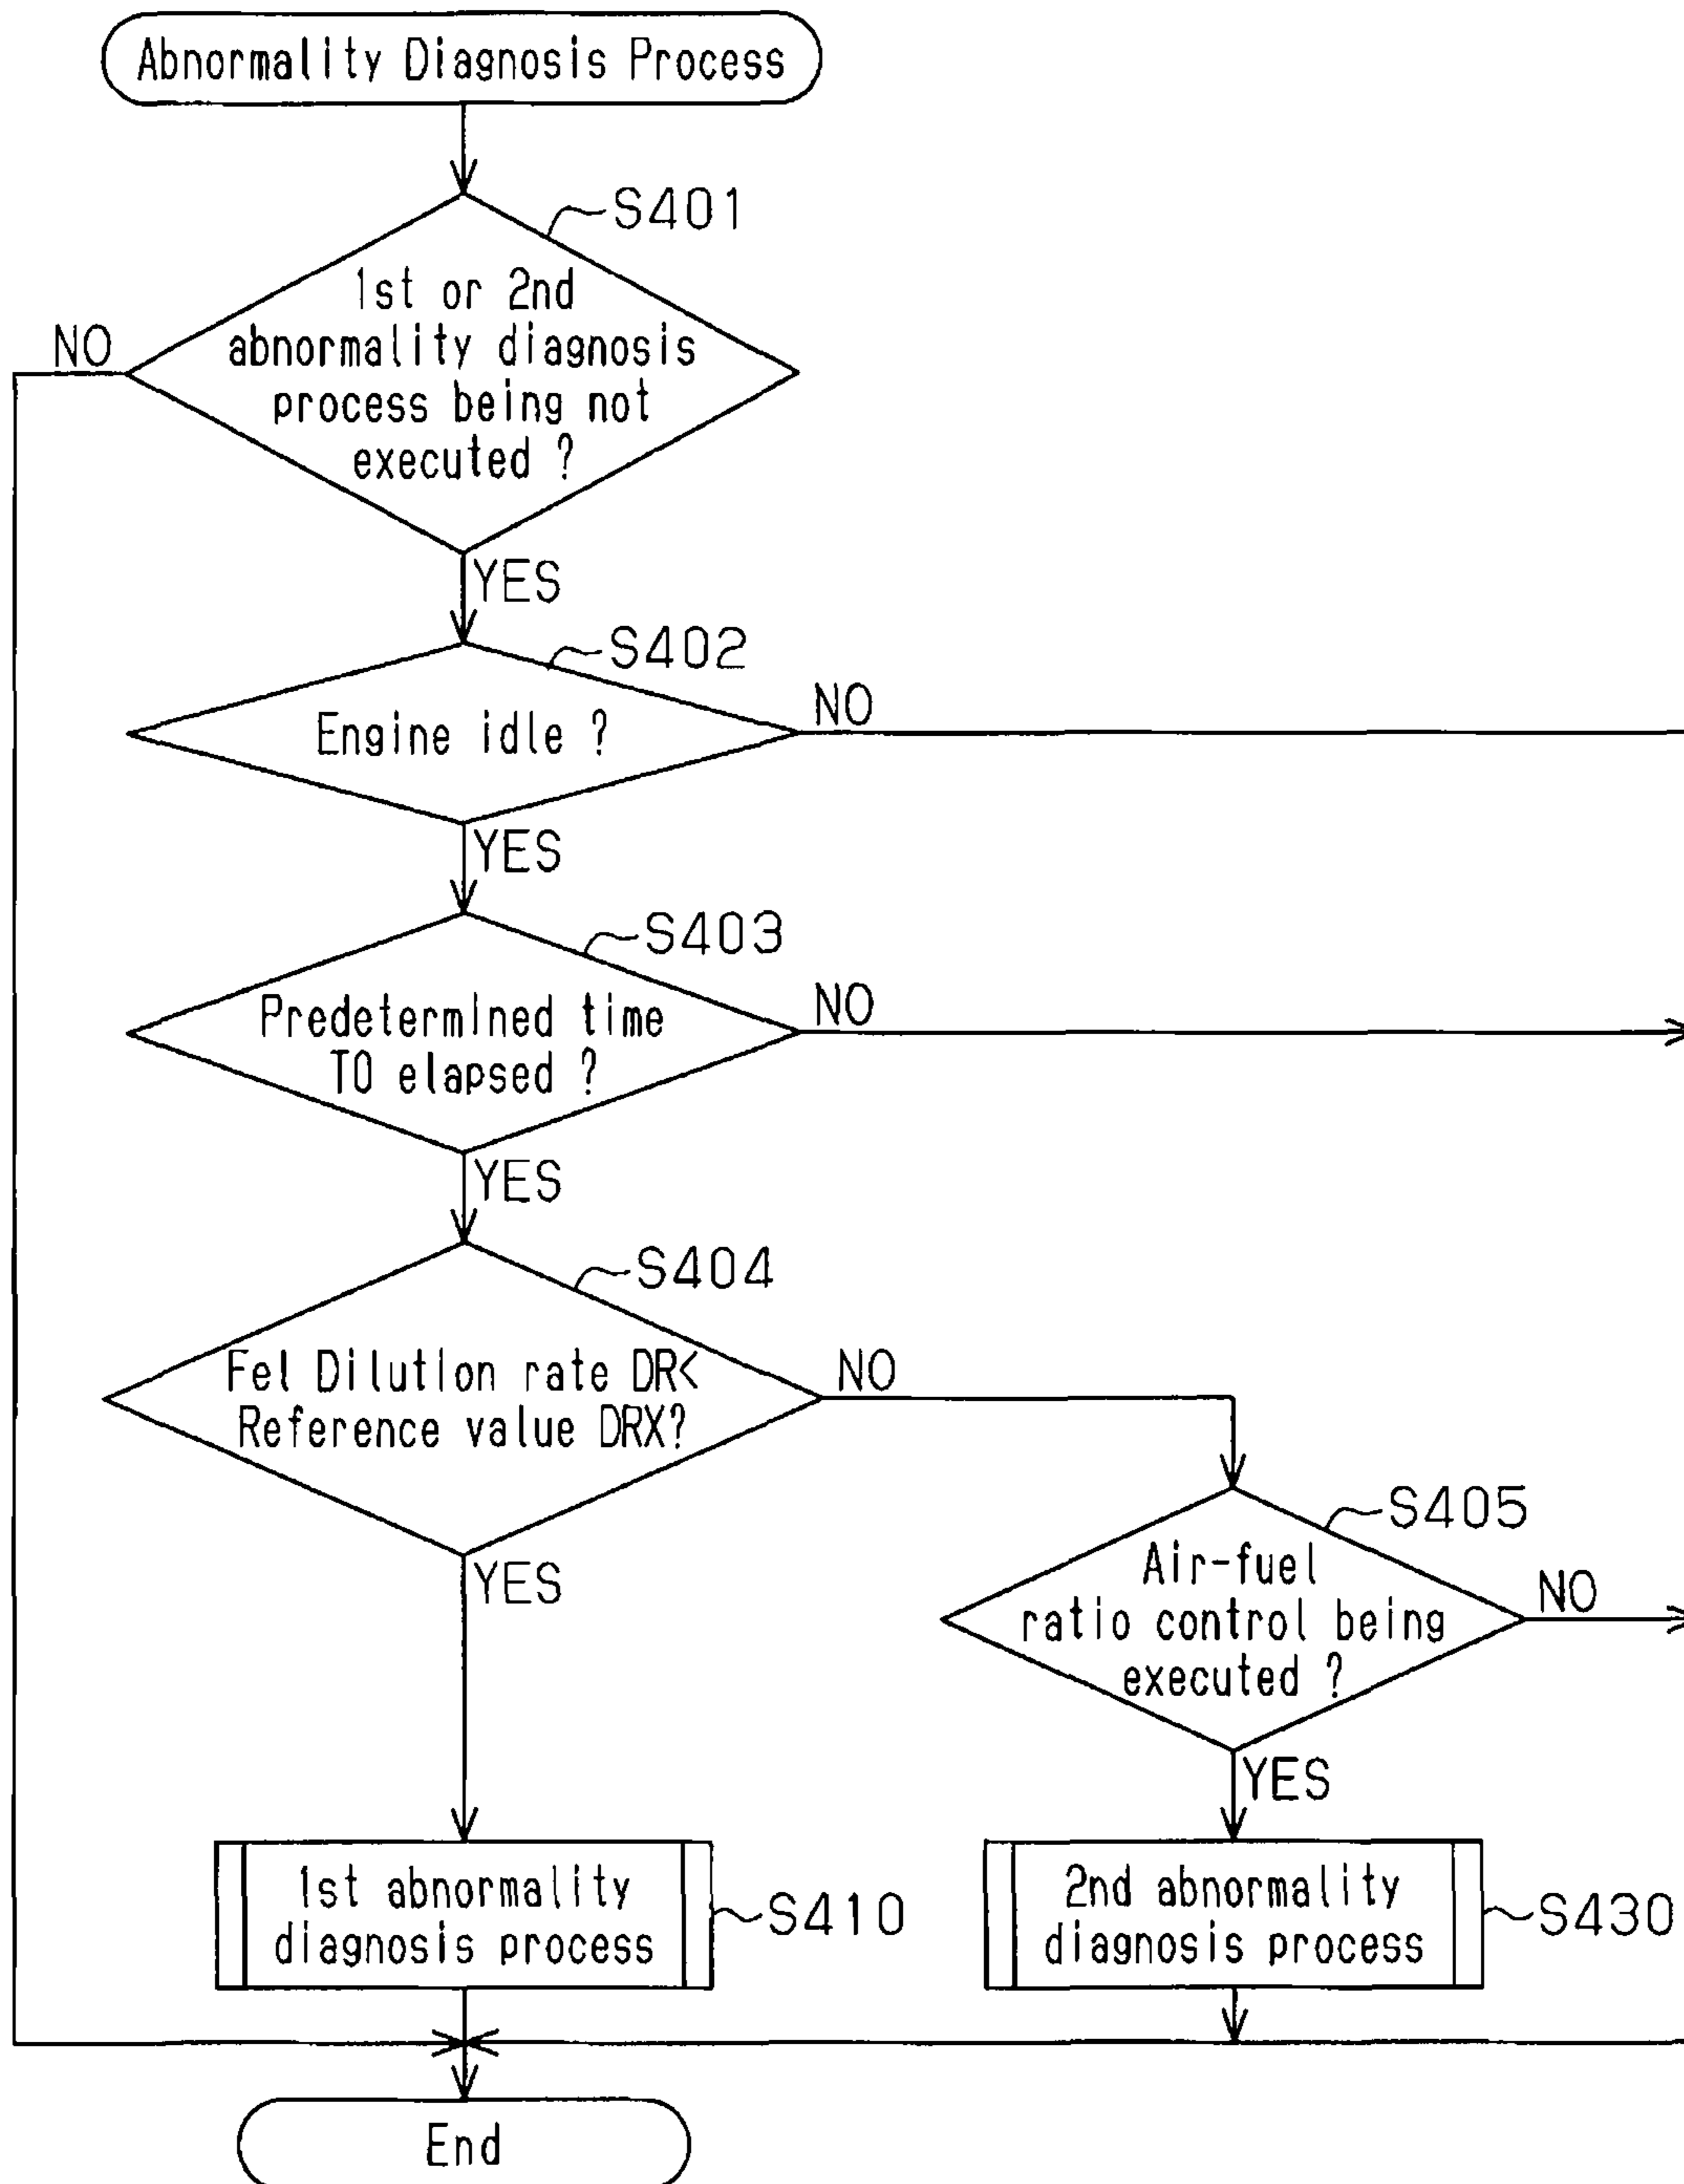 Abnormality Diagnosis Process
S401
1st or 2nd
abnormality diagnosis
process being not
executed ?
NO
YES
S402
Engine idle ?
NO
YES
S403
Predetermined time
T0 elapsed ?
NO
YES
S404
Fel Dilution rate DR<
Reference value DRX?
NO
YES
S405
Air-fuel
ratio control being
executed ?
NO
YES
1st abnormality
diagnosis process
S410
2nd abnormality
diagnosis process
S430
End